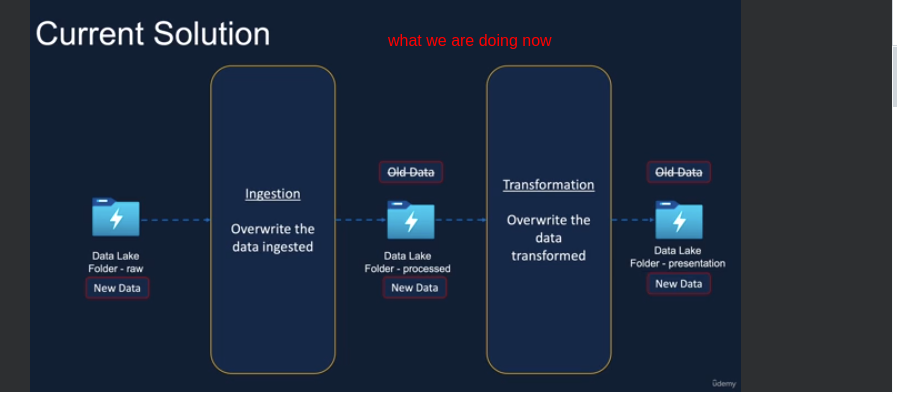 Current Solution
what we are doing now
Ingestion
Overwrite the
data ingested
Transformation
Overwrite the
data
transformed
Data Lake
Folder - raw
New Data
Old Data
Data Lake
Folder - processed
New Data
Old Data
Data Lake
Folder - presentation
New Data
ûdemy